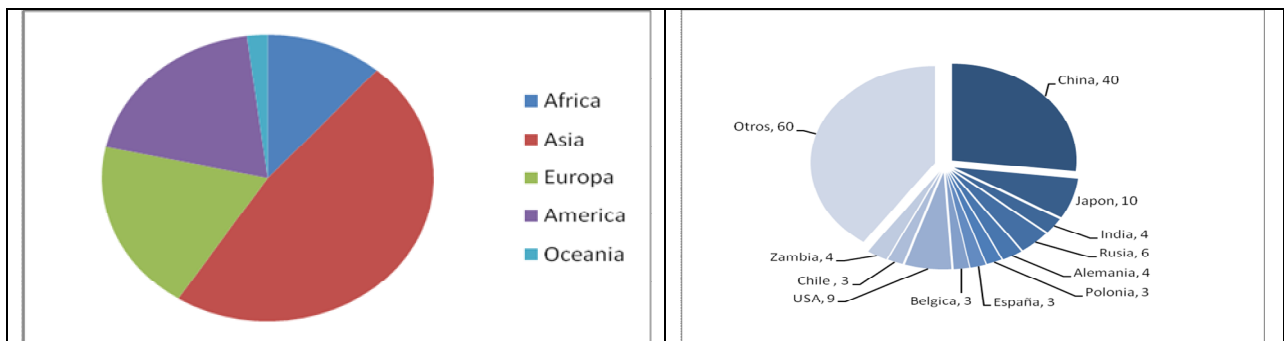 Africa
Asia
Europa
America
Oceania
China, 40
Otros, 60
Japon, 10
India, 4
Rusia, 6
Zambia, 4
Alemania, 4
Chile , 3
Polonia, 3
USA, 9
Belgica, 3
España, 3